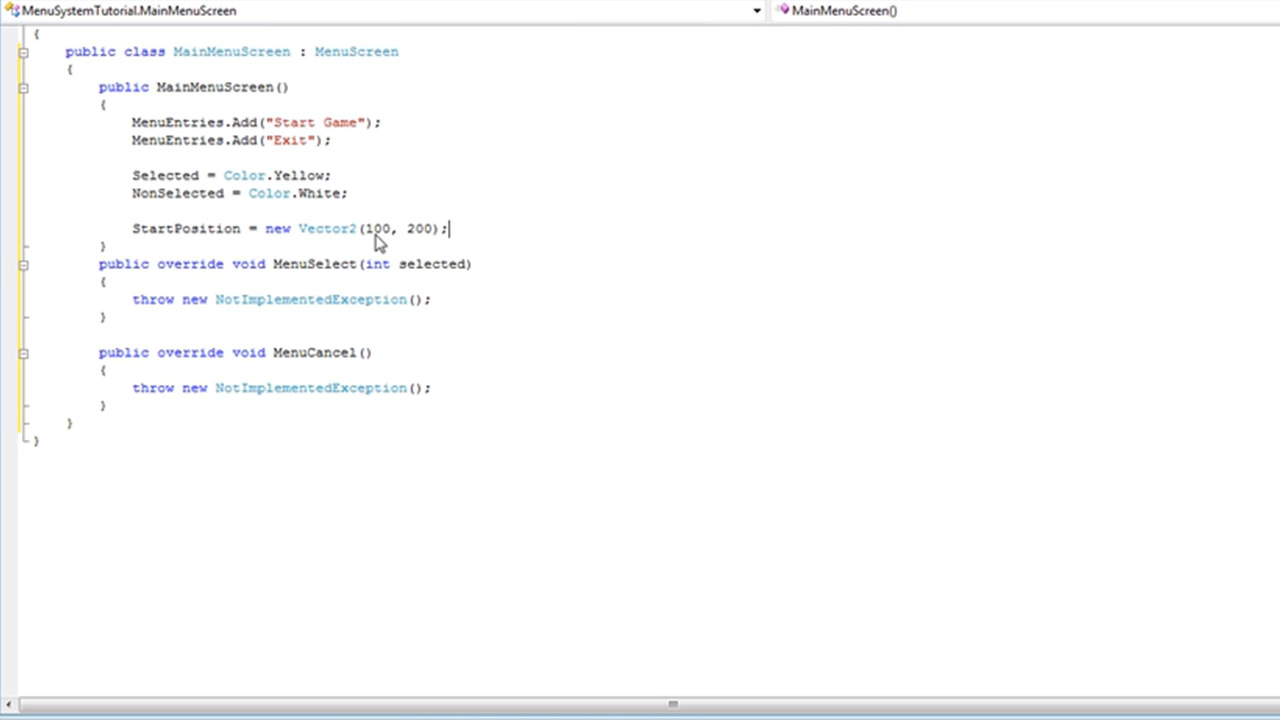 MenuSystemTutorial.MainMenuScreen MainMenuScreen()
{
public class MainMenuScreen : MenuScreen
{
public MainMenuScreen()
{
MenuEntries.Add("Start Game");
MenuEntries.Add("Exit");
Selected = Color.Yellow;
NonSelected = Color.White;
StartPosition = new Vector2(100, 200);
}
public override void MenuSelect(int selected)
{
throw new NotImplementedException();
}
public override void MenuCancel()
{
throw new NotImplementedException();
}
}
}